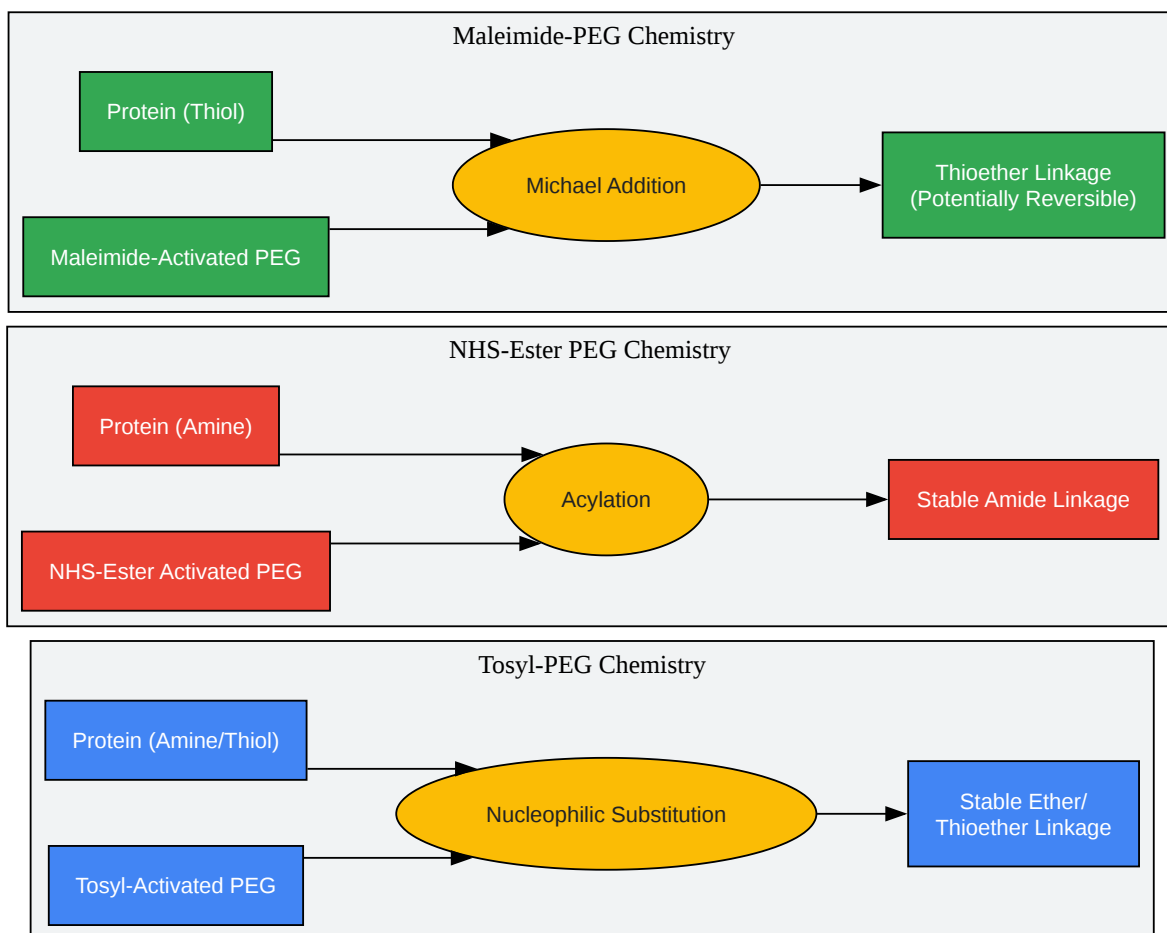 Maleimide-PEG Chemistry
Protein (Thiol)
Maleimide-Activated PEG
Michael Addition
Thioether Linkage
(Potentially Reversible)
NHS-Ester PEG Chemistry
Protein (Amine)
NHS-Ester Activated PEG
Acylation
Stable Amide Linkage
Tosyl-PEG Chemistry
Protein (Amine/Thiol)
Tosyl-Activated PEG
Nucleophilic Substitution
Stable Ether/
Thioether Linkage